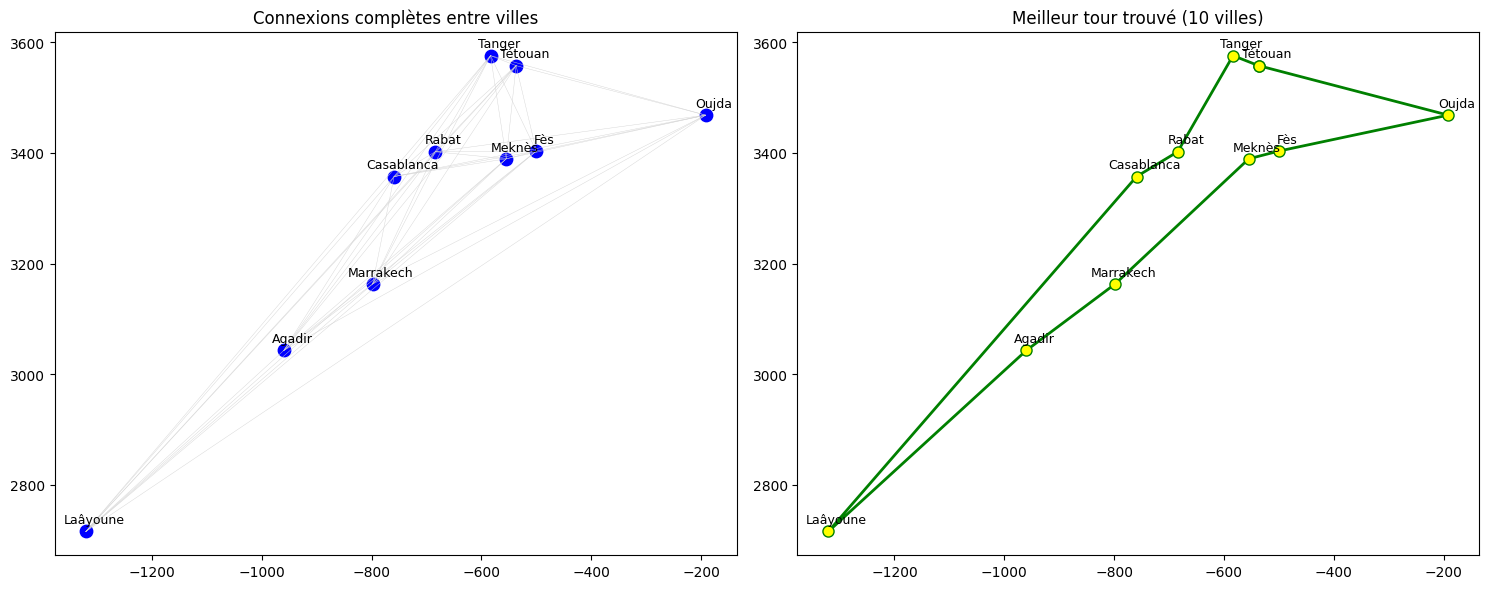 Connexions complètes entre villes
3600
3400
3200
3000
2800
Tanger
Tétouan
Oujda
Rabat
Fès
Meknès
Casablanca
Marrakech
Agadir
Laâyoune
−1200
−1000
−800
−600
−400
−200
Meilleur tour trouvé (10 villes)
3600
3400
3200
3000
2800
Tanger
Tétouan
Oujda
Rabat
Fès
Meknès
Casablanca
Marrakech
Agadir
Laâyoune
−1200
−1000
−800
−600
−400
−200